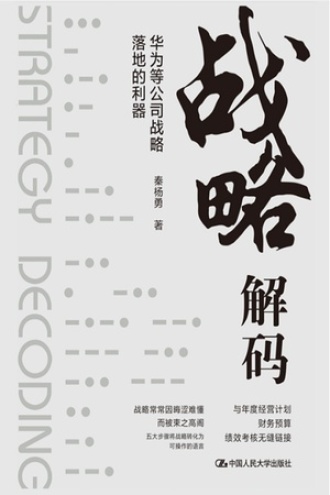 STRATEGY DECODING
战略
解码
华为等公司战略
落地的利器
秦杨勇 著
战略常常因晦涩难懂
而被束之高阁
五大步骤将战略转化为
可操作的语言
与年度经营计划
财务预算
绩效考核无缝链接
中国人民大学出版社